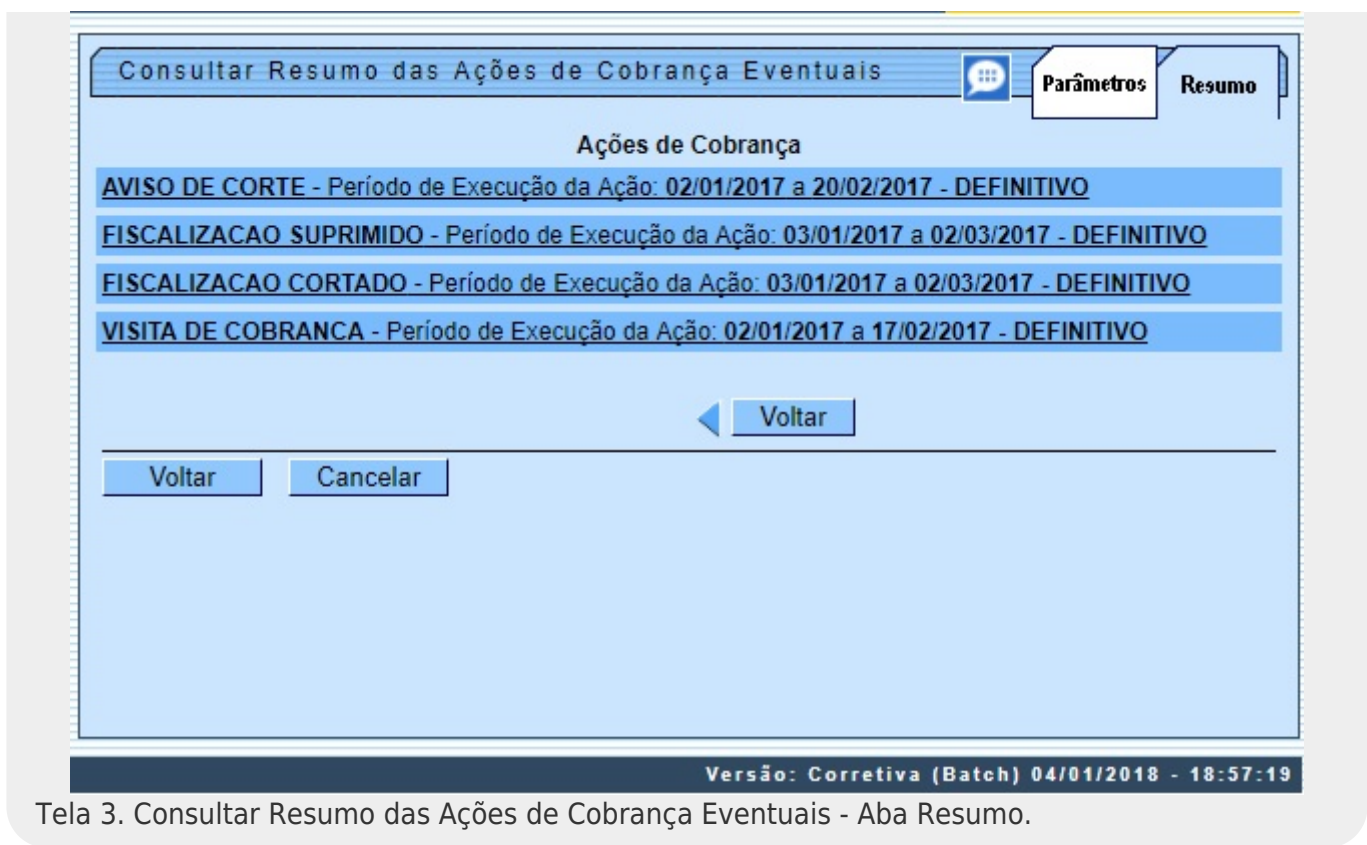 Consultar Resumo das Ações de Cobrança Eventuais
Parâmetros
Resumo
Ações de Cobrança
AVISO DE CORTE - Período de Execução da Ação: 02/01/2017 a 20/02/2017 - DEFINITIVO
FISCALIZACAO SUPRIMIDO - Período de Execução da Ação: 03/01/2017 a 02/03/2017 - DEFINITIVO
FISCALIZACAO CORTADO - Período de Execução da Ação: 03/01/2017 a 02/03/2017 - DEFINITIVO
VISITA DE COBRANCA - Período de Execução da Ação: 02/01/2017 a 17/02/2017 - DEFINITIVO
Voltar
Voltar Cancelar
Versão: Corretiva (Batch) 04/01/2018 - 18:57:19
Tela 3. Consultar Resumo das Ações de Cobrança Eventuais - Aba Resumo.